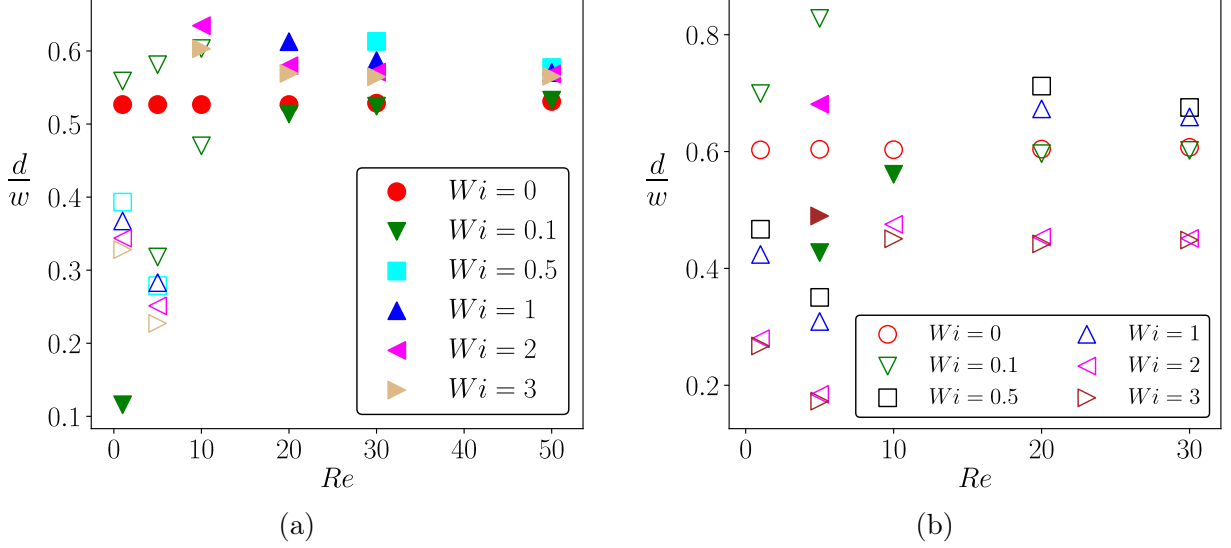 0.6
0.5
0.4
0.3
0.2
0.1
d/w
0 10 20 30 40 50
Re
Wi = 0
Wi = 0.1
Wi = 0.5
Wi = 1
Wi = 2
Wi = 3
(a)
0.8
0.6
0.4
0.2
d/w
0 10 20 30
Re
Wi = 0
Wi = 0.1
Wi = 0.5
Wi = 1
Wi = 2
Wi = 3
(b)